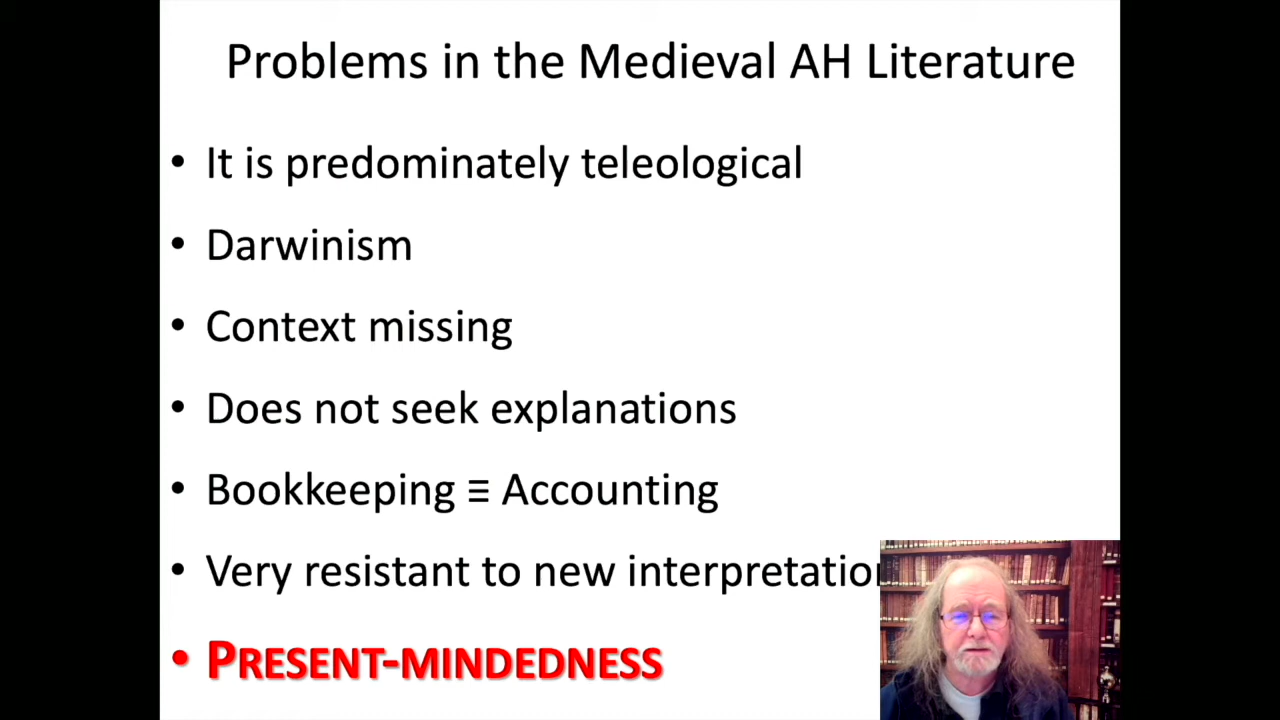 Problems in the Medieval AH Literature
• It is predominately teleological
• Darwinism
• Context missing
• Does not seek explanations
• Bookkeeping ≡ Accounting
• Very resistant to new
• PRESENT-MINDEDNESS